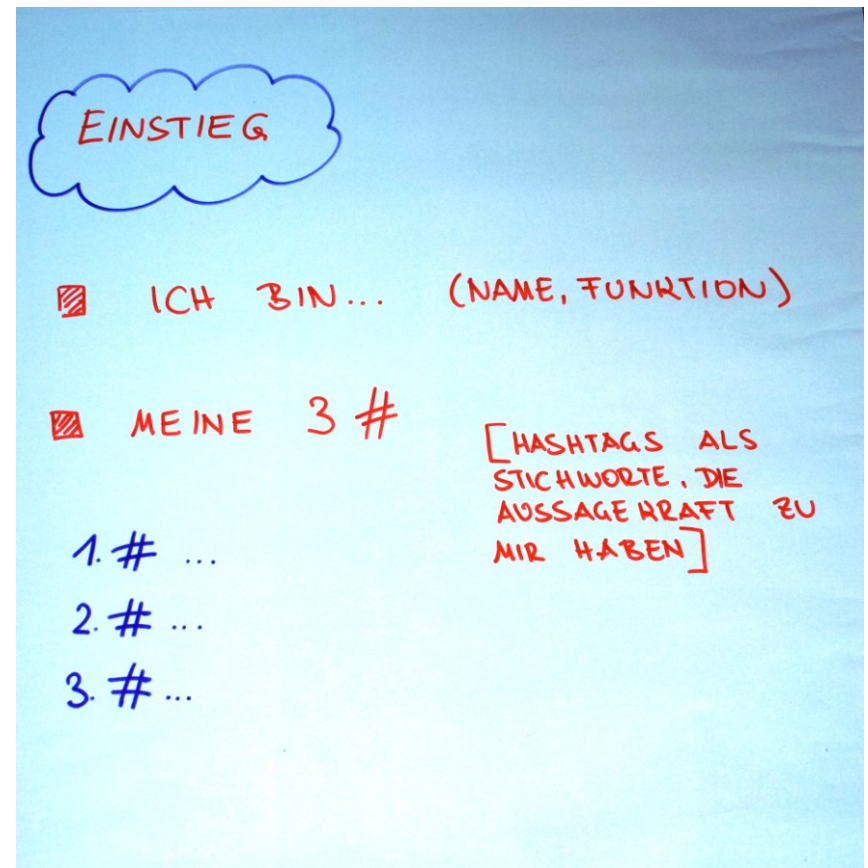 EINSTIEG
ICH BIN... (NAME, FUNKTION)
MEINE 3 #
[HASHTAGS ALS
STICHWORTE, DIE
AUSSAGEKRAFT ZU
MIR HABEN]
1. # ...
2. # ...
3. # ...